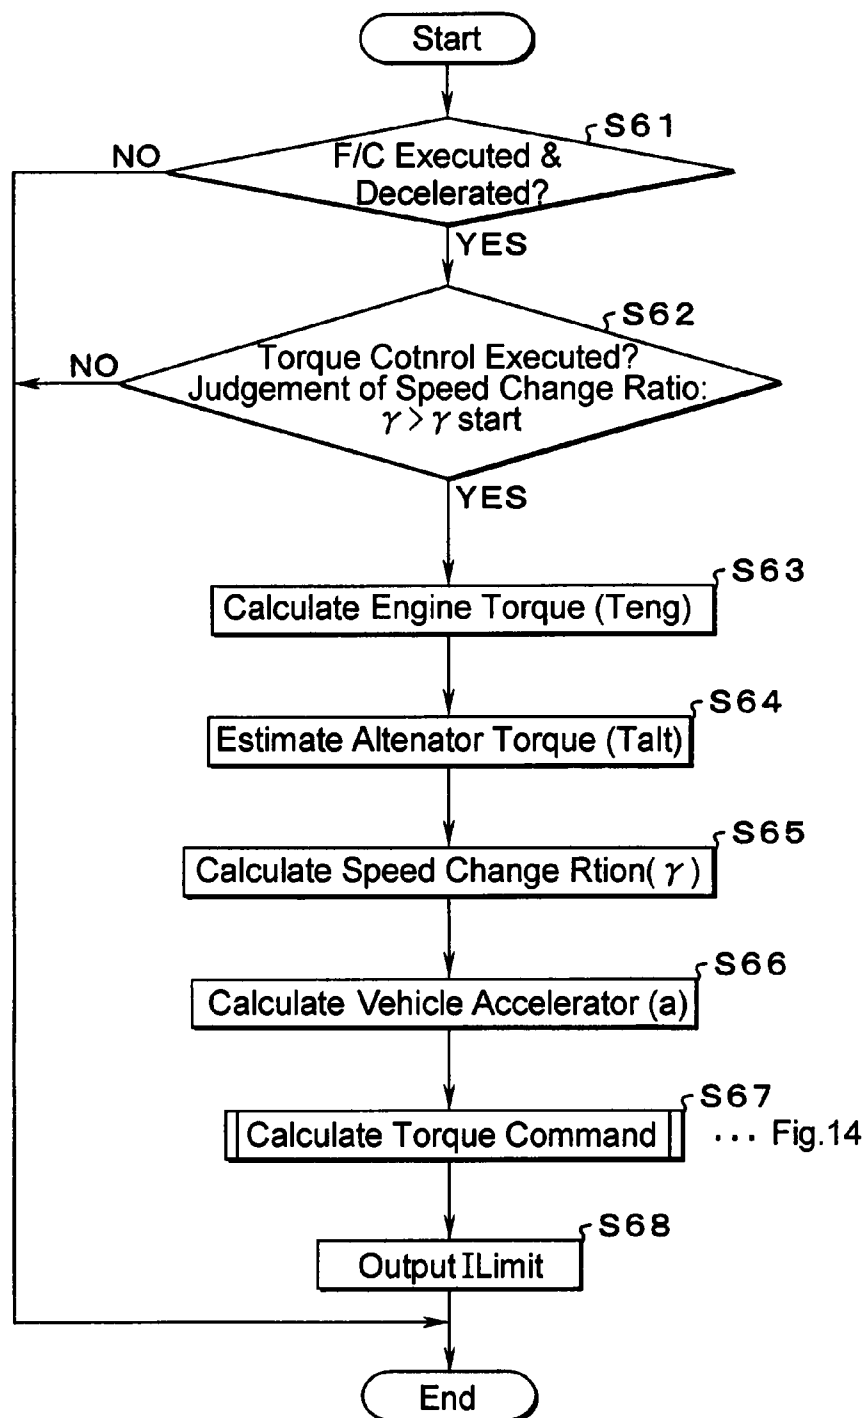 Start
S61
NO
F/C Executed &
Decelerated?
YES
S62
NO
Torque Cotnrol Executed?
Judgement of Speed Change Ratio:
γ > γ start
YES
S63
Calculate Engine Torque (Teng)
S64
Estimate Altenator Torque (Talt)
S65
Calculate Speed Change Rtion( γ )
S66
Calculate Vehicle Accelerator (a)
S67
Calculate Torque Command ... Fig.14
S68
Output ILimit
End